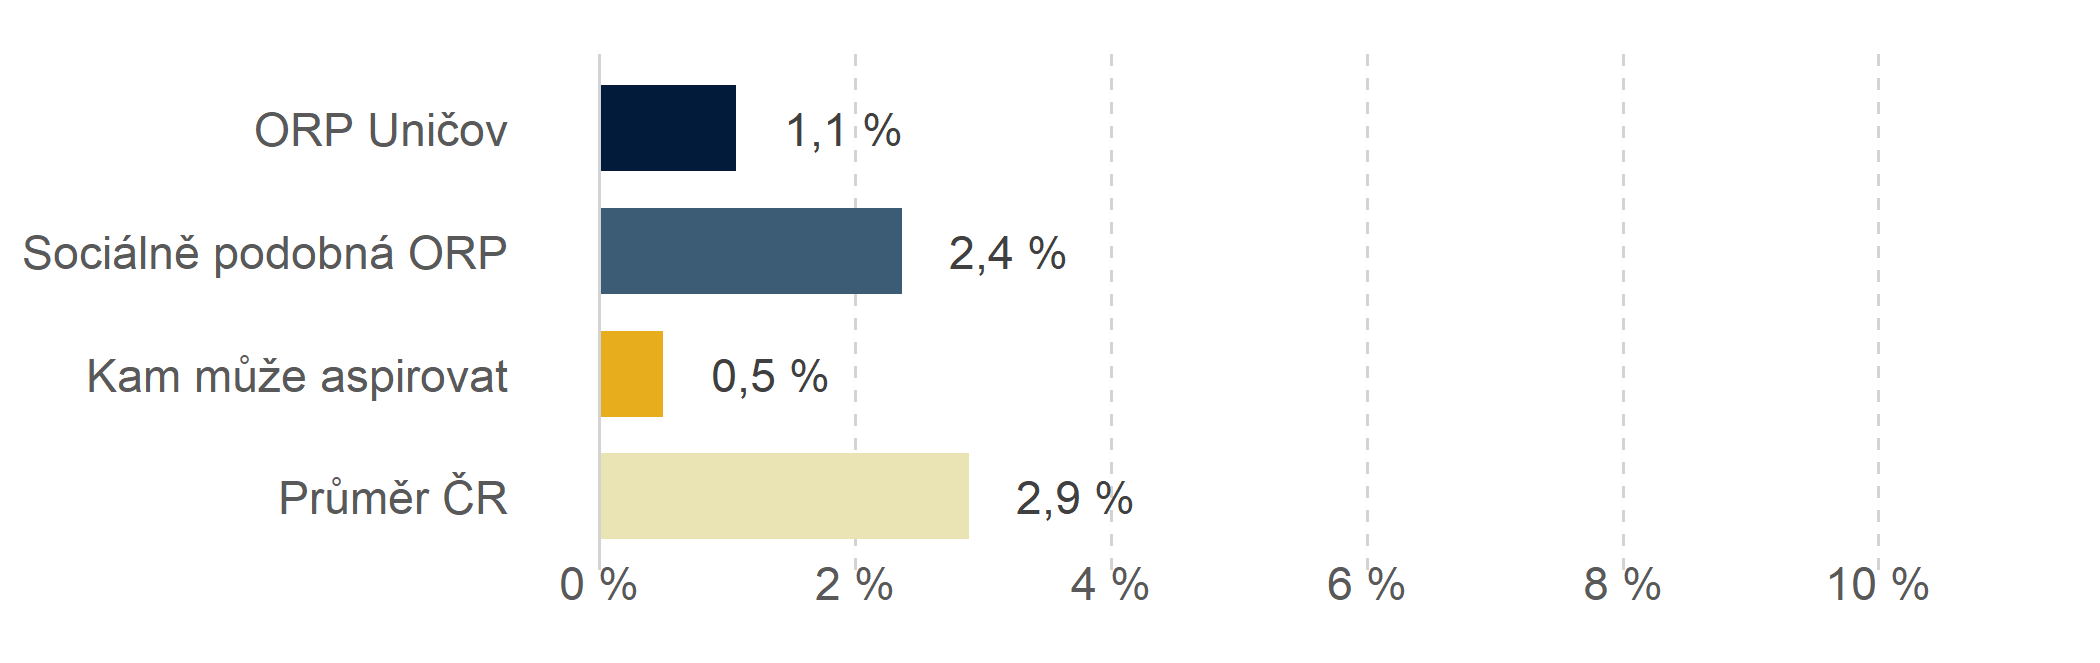 ORP Uničov
1,1 %
Sociálně podobná ORP
2,4 %
Kam může aspirovat
0,5 %
Průměr ČR
2,9 %
0 % 2 % 4 % 6 % 8 % 10 %